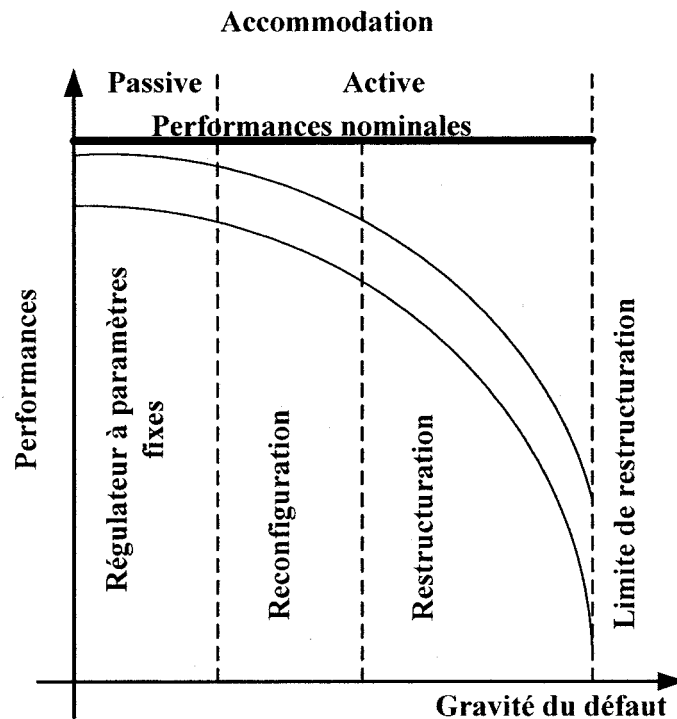 Accommodation
Passive
Active
Performances nominales
Performances
Régulateur à paramètres
fixes
Reconfiguration
Restructuration
Limite de restructuration
Gravité du défaut